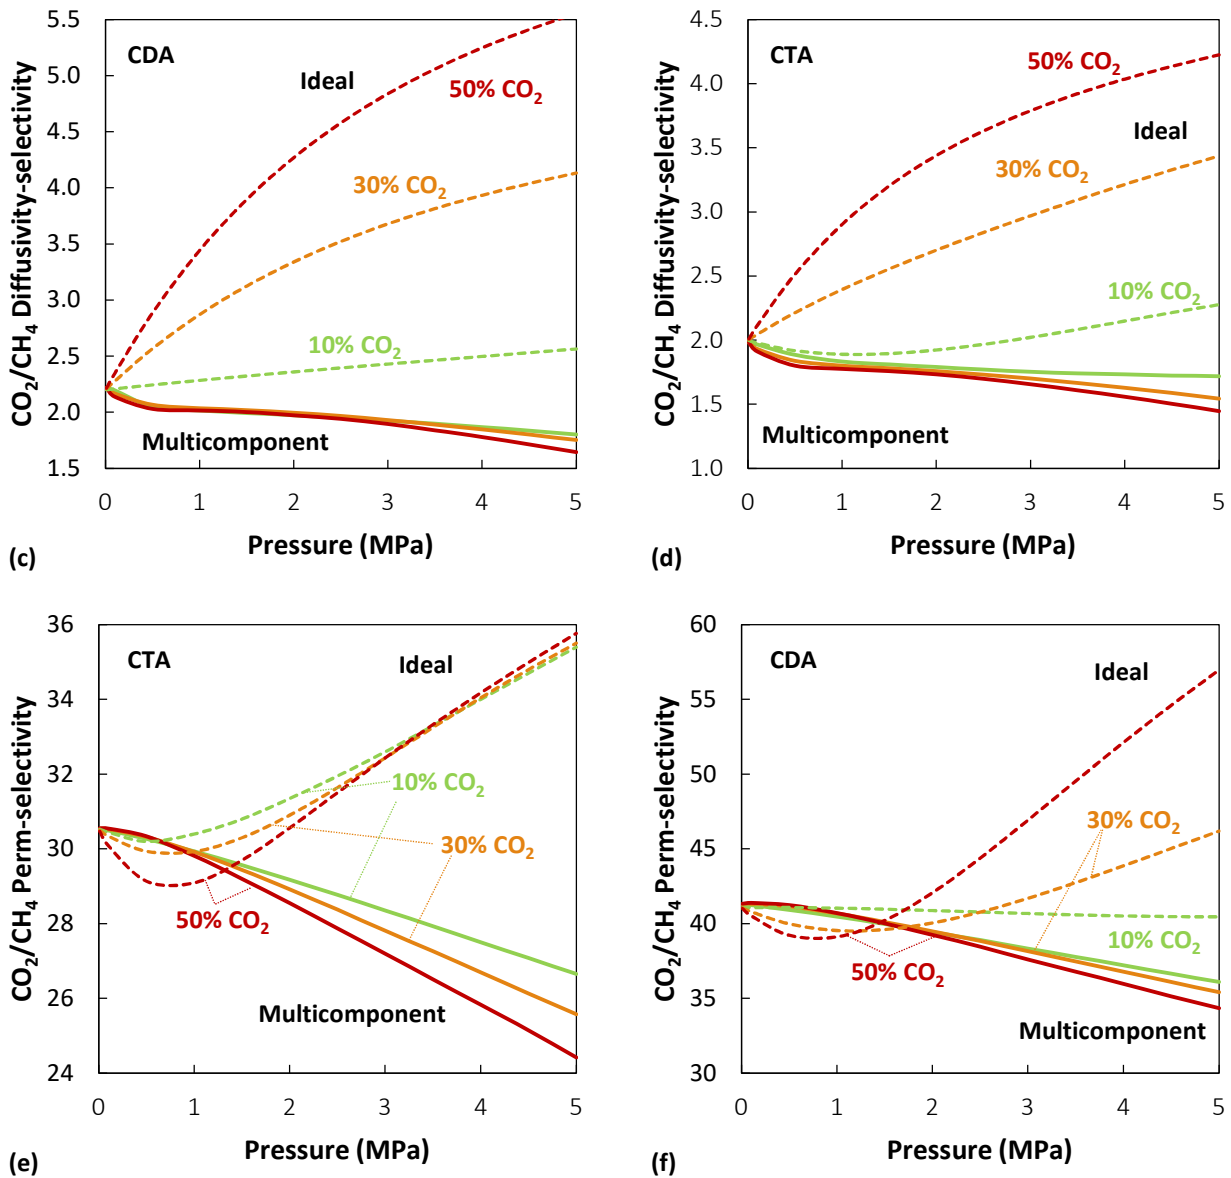 CO2/CH4 Diffusivity-selectivity
5.5
5.0
4.5
4.0
3.5
3.0
2.5
2.0
1.5
CDA
Ideal
50% CO2
30% CO2
10% CO2
Multicomponent
0 1 2 3 4 5
Pressure (MPa)
(c)
CO2/CH4 Diffusivity-selectivity
4.5
4.0
3.5
3.0
2.5
2.0
1.5
1.0
CTA
50% CO2
Ideal
30% CO2
10% CO2
Multicomponent
0 1 2 3 4 5
Pressure (MPa)
(d)
CO2/CH4 Perm-selectivity
36
34
32
30
28
26
24
CTA
Ideal
10% CO2
30% CO2
50% CO2
Multicomponent
0 1 2 3 4 5
Pressure (MPa)
(e)
CO2/CH4 Perm-selectivity
60
55
50
45
40
35
30
CDA
Ideal
30% CO2
10% CO2
50% CO2
Multicomponent
0 1 2 3 4 5
Pressure (MPa)
(f)